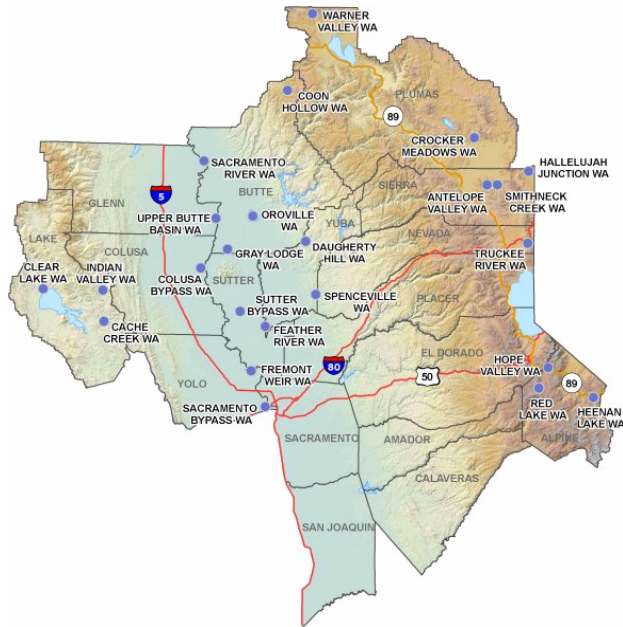 WARNER
VALLEY WA
COON
HOLLOW WA
PLUMAS
89
CROCKER
MEADOWS WA
SACRAMENTO
RIVER WA
HALLELUJAH
JUNCTION WA
BUTTE
SIERRA
ANTELOPE
VALLEY WA
SMITHNECK
CREEK WA
5
GLENN
UPPER BUTTE
BASIN WA
OROVILLE
WA
YUBA
NEVADA
LAKE
COLUSA
GRAY LODGE
WA
DAUGHERTY
HILL WA
TRUCKEE
RIVER WA
CLEAR
LAKE WA
INDIAN
VALLEY WA
COLUSA
BYPASS WA
SUTTER
SUTTER
BYPASS WA
SPENCEVILLE
WA
PLACER
CACHE
CREEK WA
FEATHER
RIVER WA
EL DORADO
80
50
HOPE
VALLEY WA
89
YOLO
FREMONT
WEIR WA
SACRAMENTO
BYPASS WA
RED
LAKE WA
HEENAN
LAKE WA
SACRAMENTO
AMADOR
ALPINE
CALAVERAS
SAN JOAQUIN